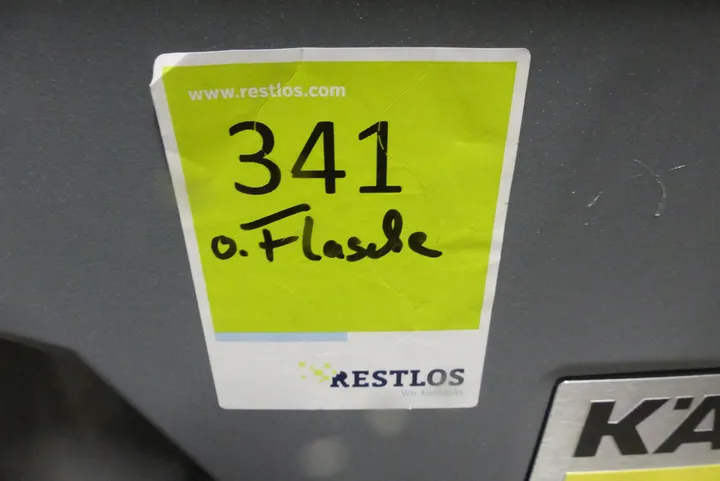 www.restlos.com
341
o. Flasche
RESTLOS
KÄ